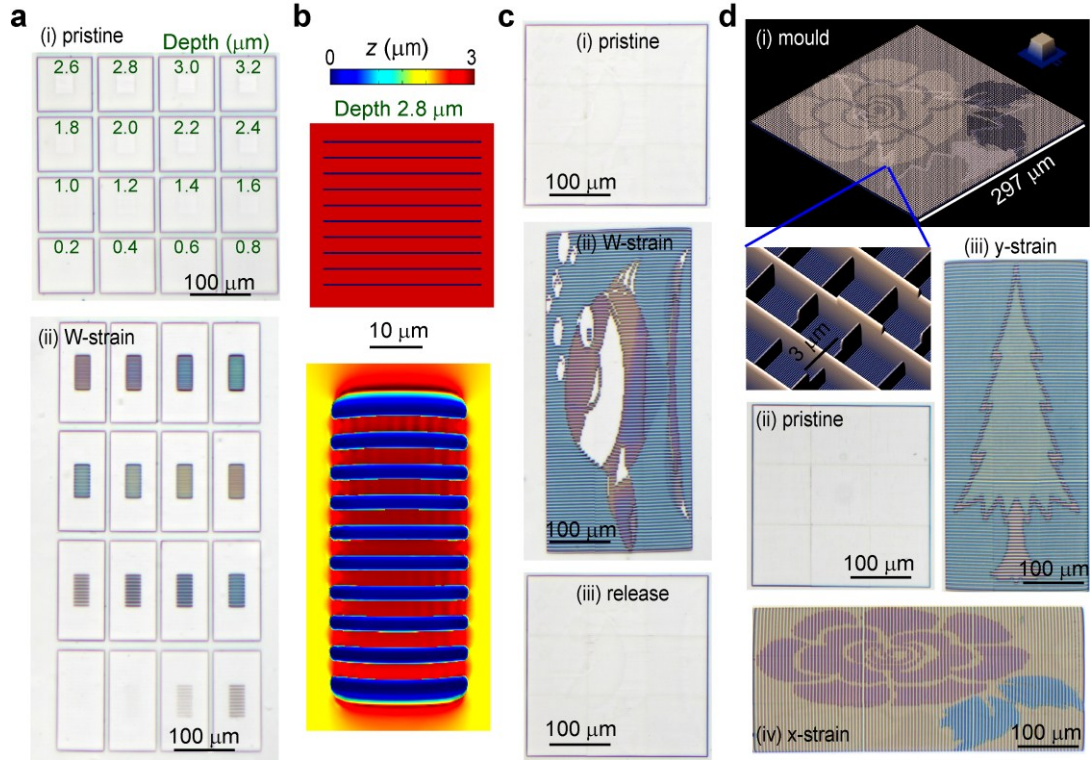 a
(i) pristine Depth (μm)
2.6 2.8 3.0 3.2
1.8 2.0 2.2 2.4
1.0 1.2 1.4 1.6
0.2 0.4 0.6 0.8
100 μm
(ii) W-strain
100 μm
b
z (μm)
0 3
Depth 2.8 μm
10 μm
c
(i) pristine
100 μm
(ii) W-strain
100 μm
(iii) release
100 μm
d
(i) mould
297 μm
3 μm
(ii) pristine
100 μm
(iii) y-strain
100 μm
(iv) x-strain
100 μm